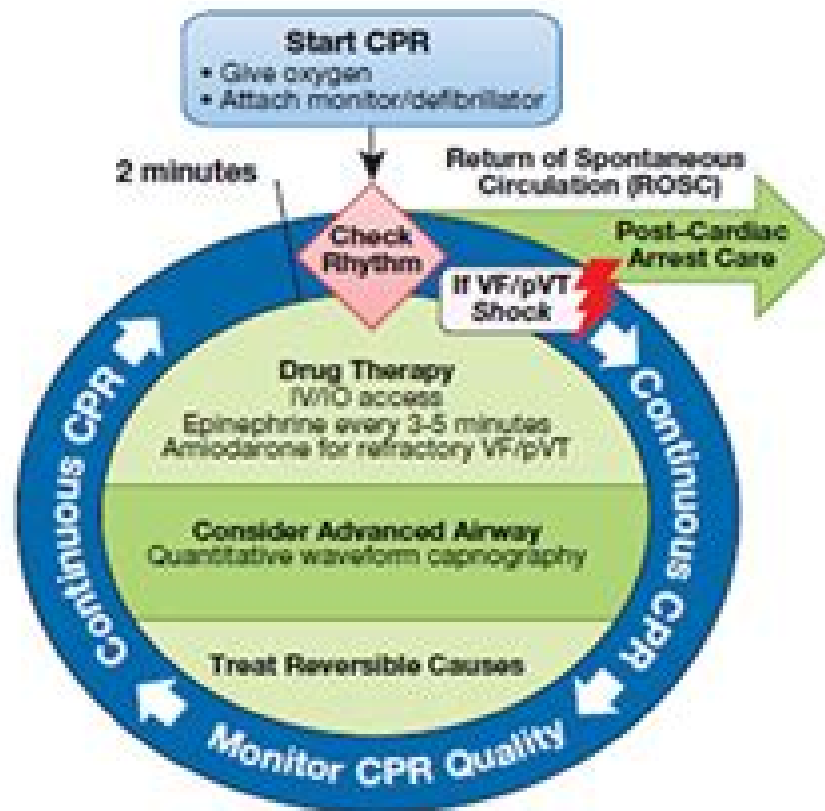 Start CPR
• Give oxygen
• Attach monitor/defibrillator
2 minutes
Return of Spontaneous
Circulation (ROSC)
Check
Rhythm
Post-Cardiac
Arrest Care
If VF/pVT
Shock
Drug Therapy
IV/IO access
Epinephrine every 3-5 minutes
Amiodarone for refractory VF/pVT
Consider Advanced Airway
Quantitative waveform capnography
Treat Reversible Causes
Continuous CPR
Monitor CPR Quality
Continuous CPR